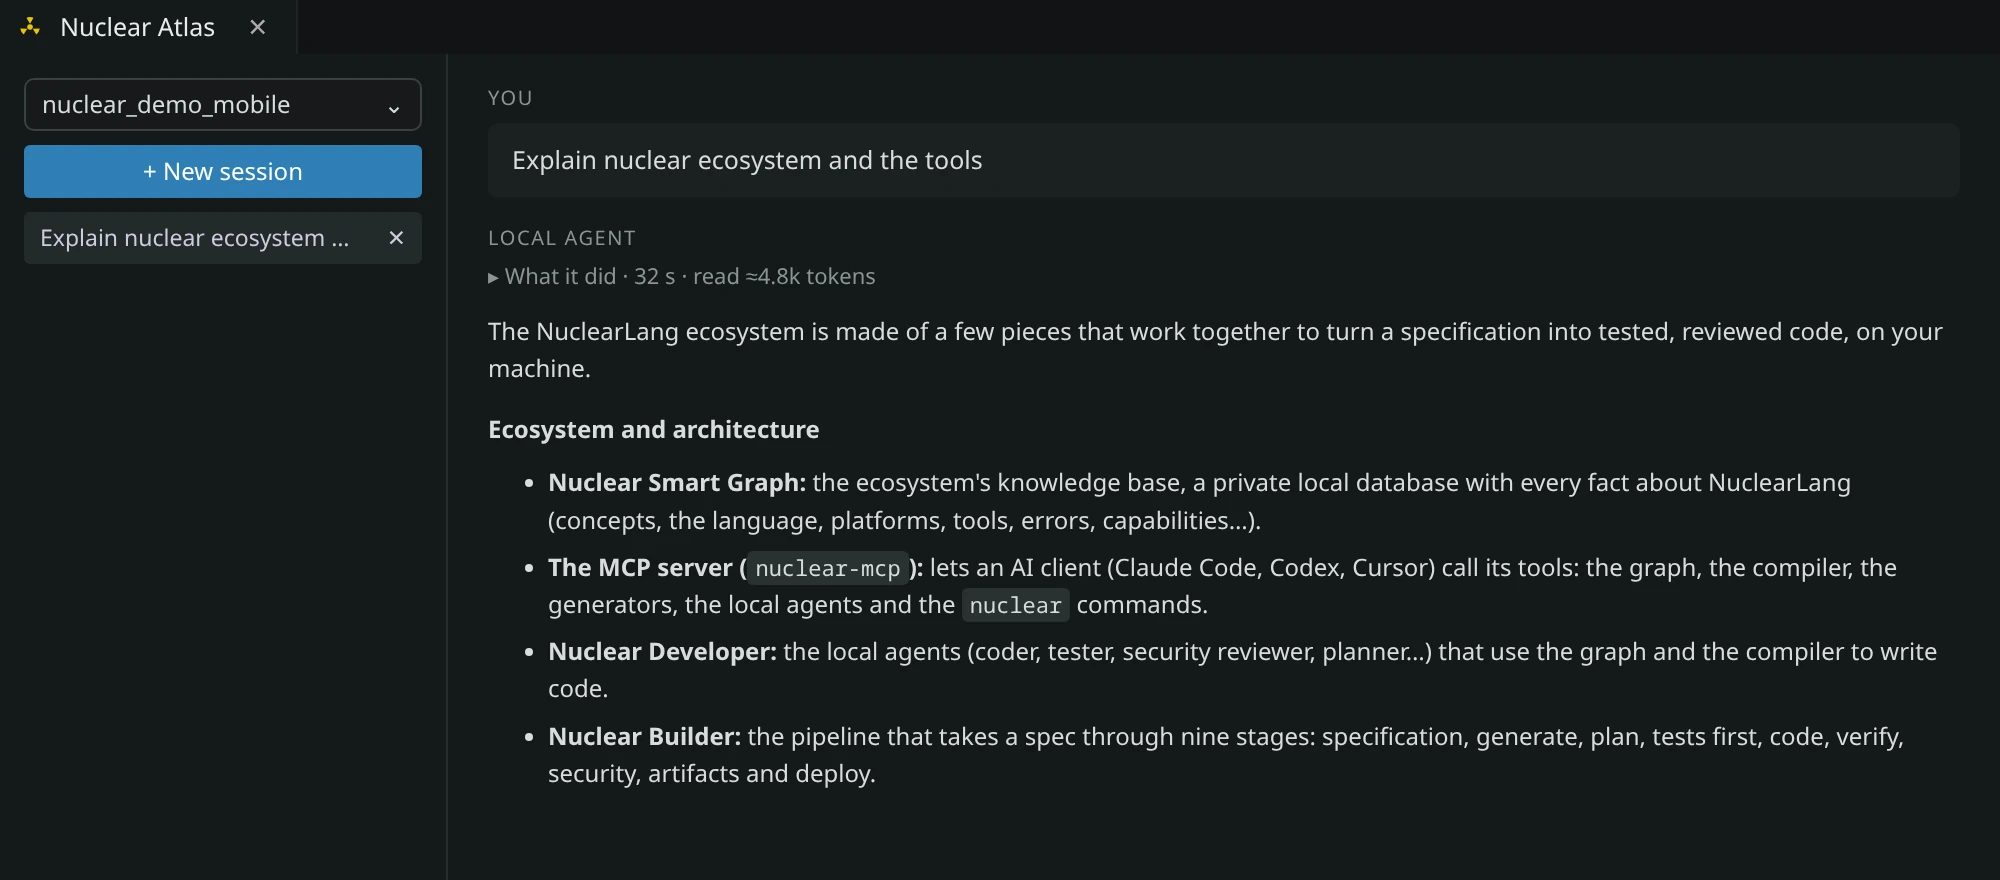 Nuclear Atlas ✕
nuclear_demo_mobile
+ New session
Explain nuclear ecosystem ... ✕
YOU
Explain nuclear ecosystem and the tools
LOCAL AGENT
▸ What it did · 32 s · read ≈4.8k tokens
The NuclearLang ecosystem is made of a few pieces that work together to turn a specification into tested, reviewed code, on your
machine.
Ecosystem and architecture
• Nuclear Smart Graph: the ecosystem's knowledge base, a private local database with every fact about NuclearLang
(concepts, the language, platforms, tools, errors, capabilities...).
• The MCP server (nuclear-mcp): lets an AI client (Claude Code, Codex, Cursor) call its tools: the graph, the compiler, the
generators, the local agents and the nuclear commands.
• Nuclear Developer: the local agents (coder, tester, security reviewer, planner...) that use the graph and the compiler to write
code.
• Nuclear Builder: the pipeline that takes a spec through nine stages: specification, generate, plan, tests first, code, verify,
security, artifacts and deploy.